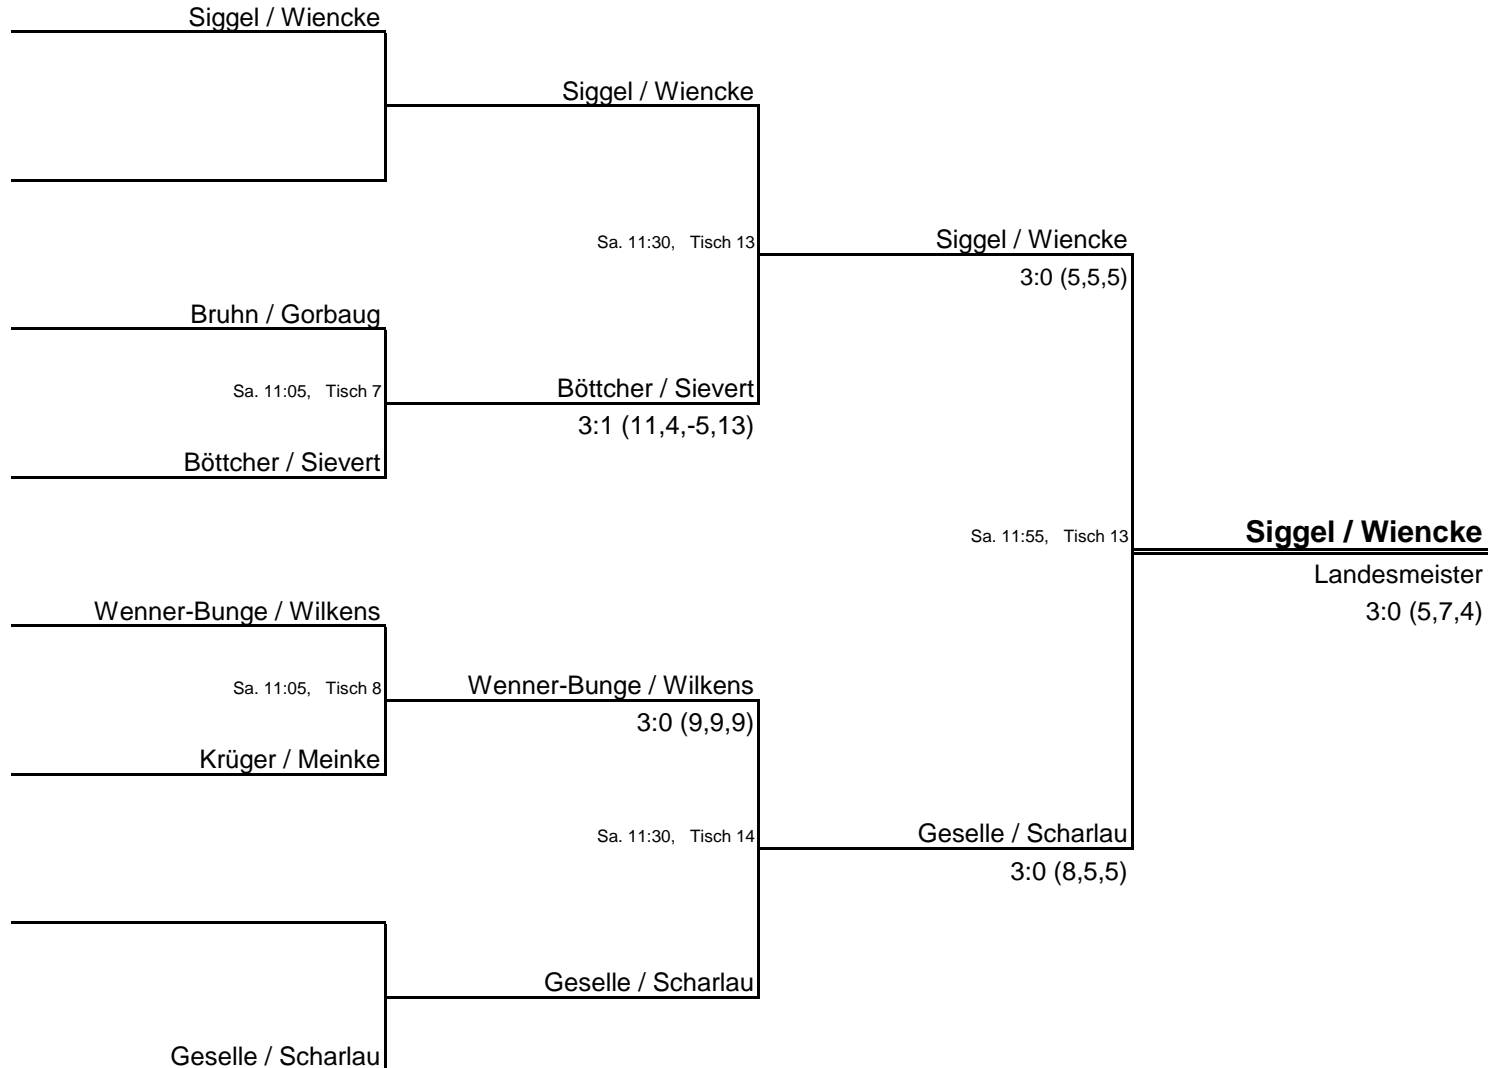 Siggel / Wiencke
Siggel / Wiencke
Sa. 11:30, Tisch 13
Siggel / Wiencke
3:0 (5,5,5)
Bruhn / Gorbaug
Sa. 11:05, Tisch 7
Böttcher / Sievert
3:1 (11,4,-5,13)
Böttcher / Sievert
Sa. 11:55, Tisch 13
Siggel / Wiencke
Landesmeister
3:0 (5,7,4)
Wenner-Bunge / Wilkens
Sa. 11:05, Tisch 8
Wenner-Bunge / Wilkens
3:0 (9,9,9)
Krüger / Meinke
Sa. 11:30, Tisch 14
Geselle / Scharlau
3:0 (8,5,5)
Geselle / Scharlau
Geselle / Scharlau